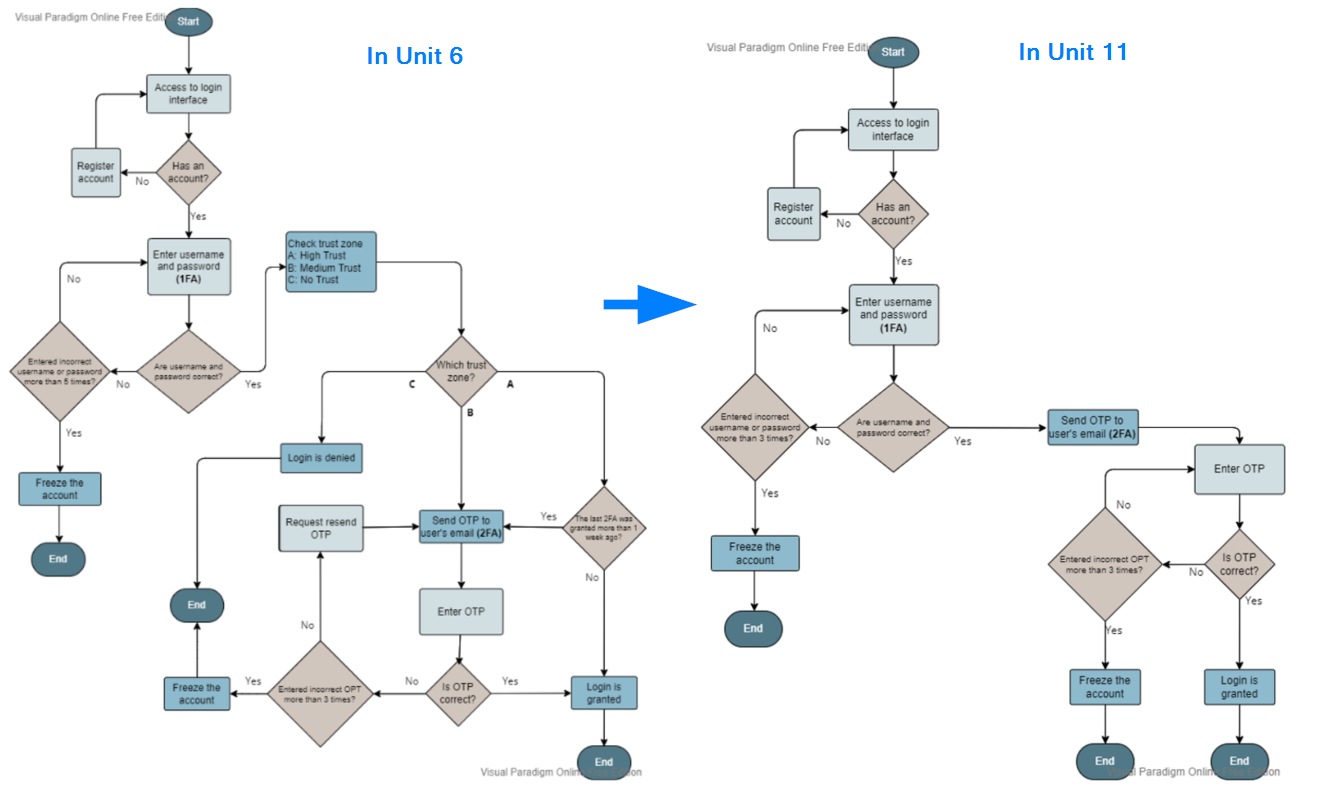 Visual Paradigm Online Free Editi
Start
In Unit 6
Access to login
interface
Has an
account?
Register
account
No
Yes
Enter username
and password
(1FA)
Check trust zone
A: High Trust
B: Medium Trust
C: No Trust
No
Entered incorrect
username or password
more than 5 times?
No
Are username and
password correct?
Yes
Which trust
zone?
C
A
B
Yes
Login is denied
Freeze the
account
End
Request resend
OTP
Send OTP to
user's email (2FA)
Yes
The last 2FA was
granted more than 1
week ago?
No
End
Enter OTP
No
Freeze the
account
Yes
Entered incorrect OPT
more than 3 times?
No
Is OTP
correct?
Yes
Login is
granted
End
Visual Paradigm Online Free Edition
Visual Paradigm Online Free Editi
Start
In Unit 11
Access to login
interface
Has an
account?
Register
account
No
Yes
Enter username
and password
(1FA)
No
Entered incorrect
username or password
more than 3 times?
No
Are username and
password correct?
Yes
Send OTP to
user's email (2FA)
Enter OTP
No
Yes
Freeze the
account
End
Entered incorrect OPT
more than 3 times?
No
Is OTP
correct?
Yes
Yes
Freeze the
account
Login is
granted
End
End
Visual Paradigm Online Free Edition